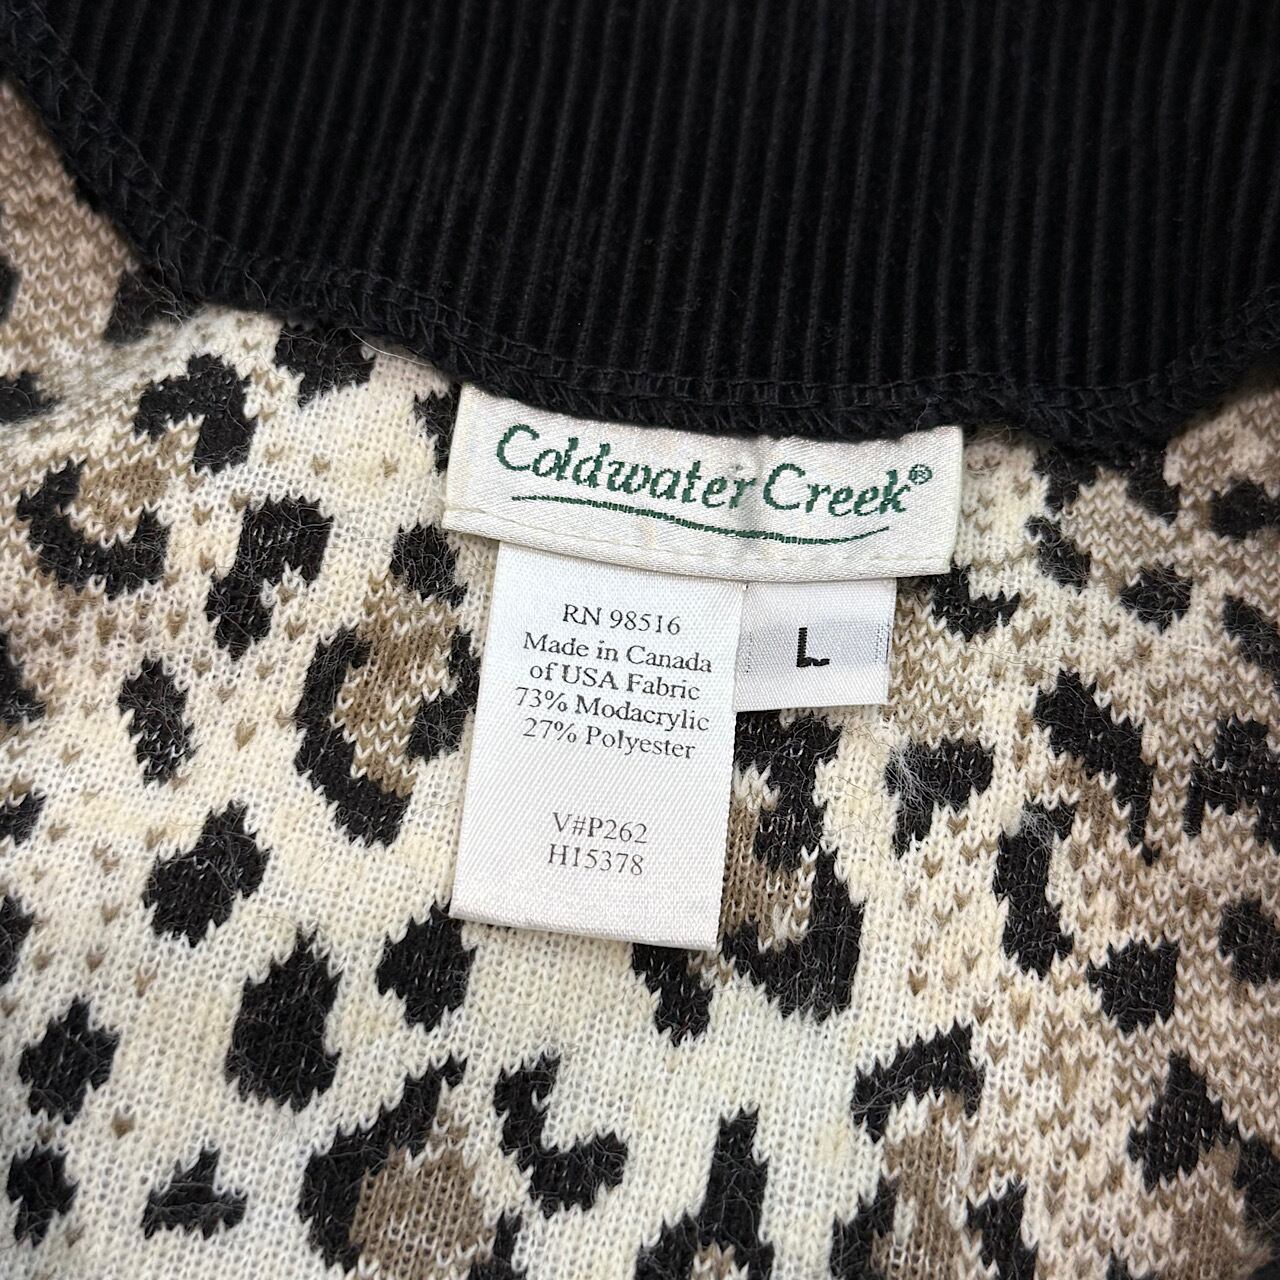 Coldwater Creek®
RN 98516
Made in Canada
of USA Fabric
73% Modacrylic
27% Polyester
V#P262
H15378
L